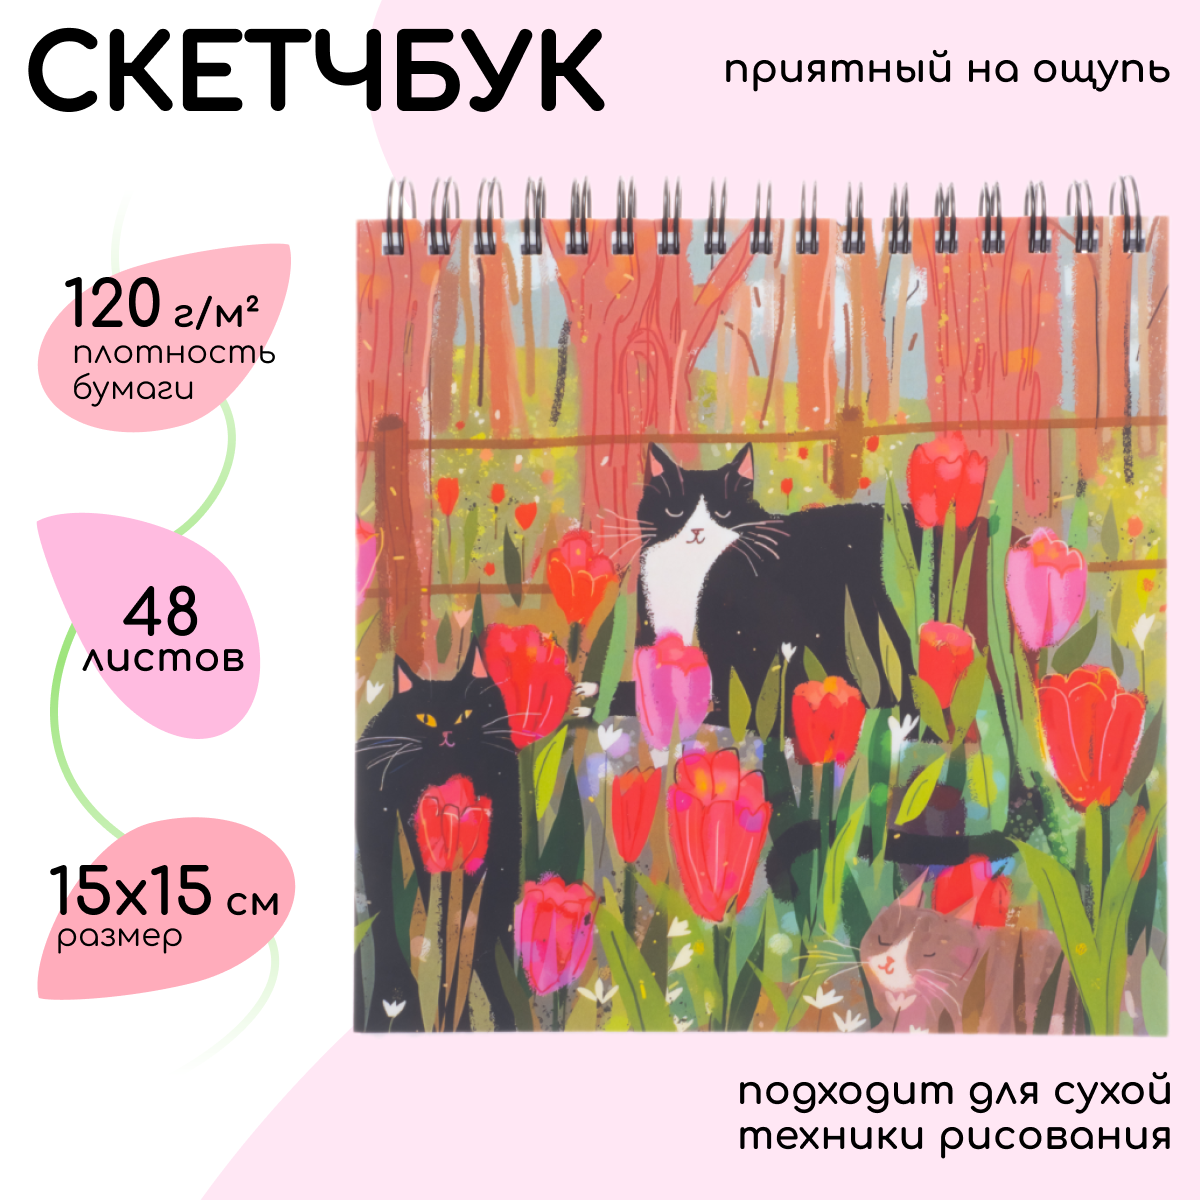 СКЕТЧБУК
приятный на ощупь
120 г/м²
плотность
бумаги
48
листов
15x15 см
размер
подходит для сухой
техники рисования